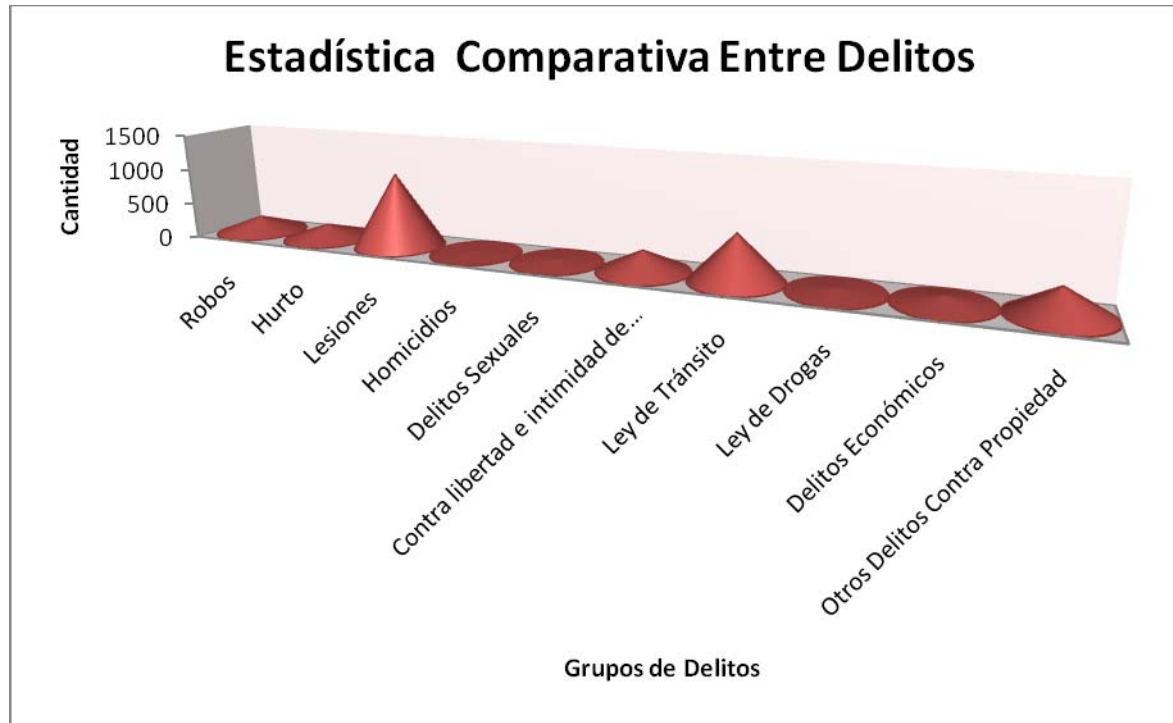 Estadística  Comparativa Entre Delitos
Cantidad
1500
1000
500
0
Robos
Hurto
Lesiones
Homicidios
Delitos Sexuales
Contra libertad e intimidad de...
Ley de Tránsito
Ley de Drogas
Delitos Económicos
Otros Delitos Contra Propiedad
Grupos de Delitos